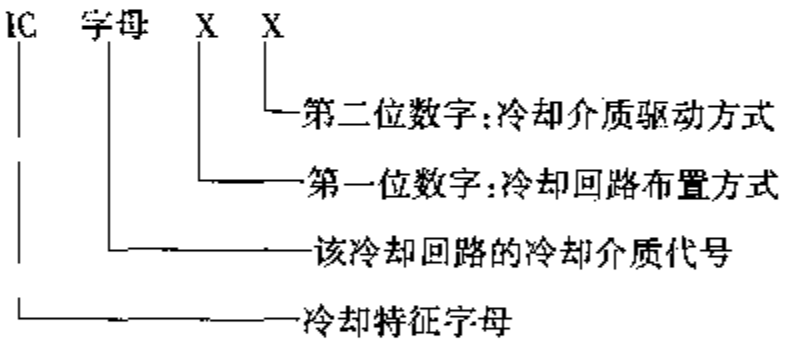 IC 字母 X X
第二位数字:冷却介质驱动方式
第一位数字:冷却回路布置方式
该冷却回路的冷却介质代号
冷却特征字母